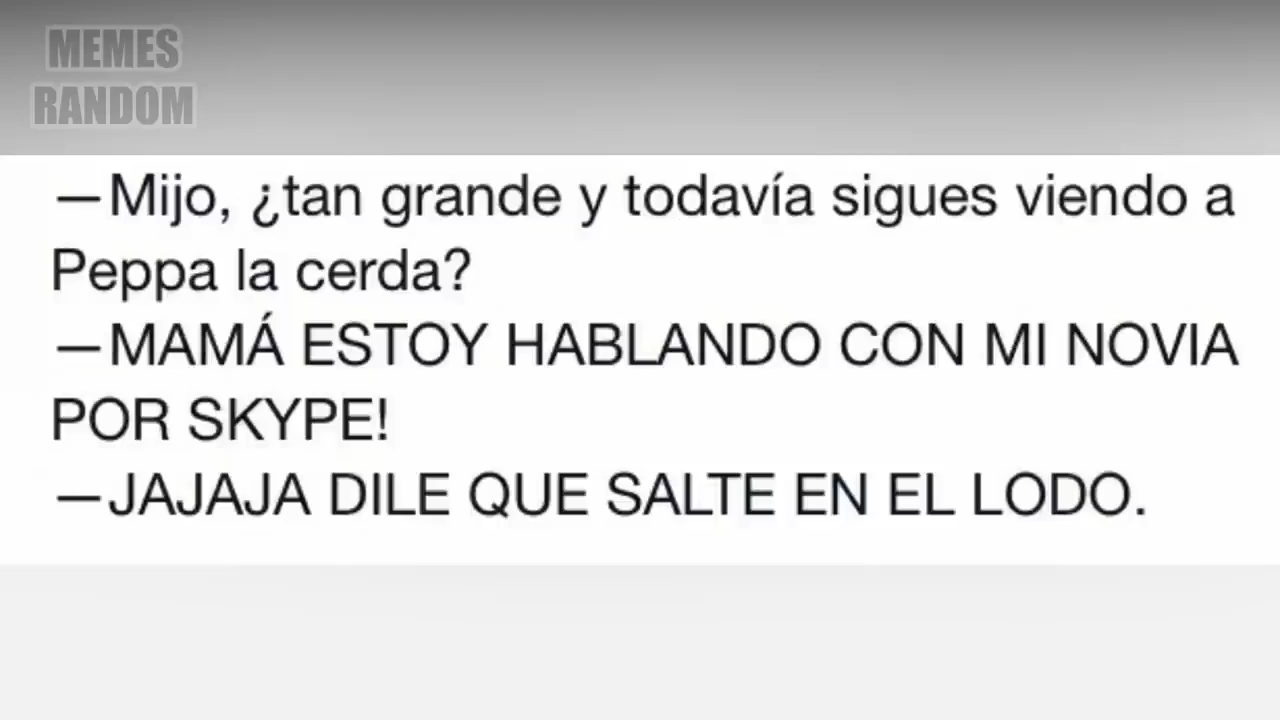 MEMES
RANDOM
—Mijo, ¿tan grande y todavía sigues viendo a
Peppa la cerda?
—MAMÁ ESTOY HABLANDO CON MI NOVIA
POR SKYPE!
—JAJAJA DILE QUE SALTE EN EL LODO.